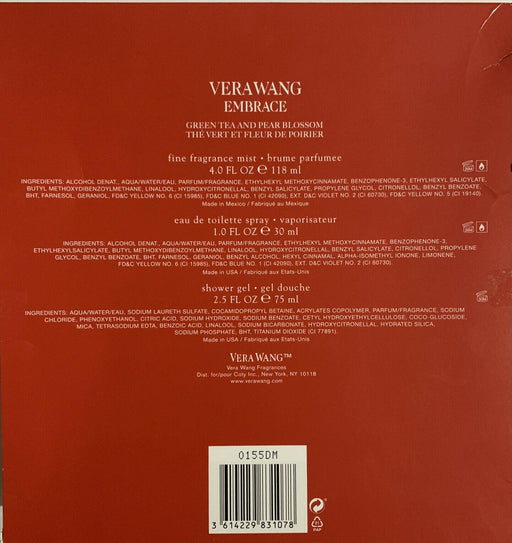 VERA WANG
EMBRACE
GREEN TEA AND PEAR BLOSSOM
THÉ VERT ET FLEUR DE POIRIER
fine fragrance mist • brume parfumee
4.0 FL OZ ℮ 118 ml
INGREDIENTS: ALCOHOL DENAT., AQUA/WATER/EAU, PARFUM/FRAGRANCE, ETHYLHEXYL METHOXYCINNAMATE, BENZOPHENONE-3, ETHYLHEXYL SALICYLATE,
BUTYL METHOXYDIBENZOYLMETHANE, LINALOOL, HYDROXYCITRONELLAL, BENZYL SALICYLATE, PROPYLENE GLYCOL, CITRONELLOL, BENZYL BENZOATE,
BHT, FARNESOL, GERANIOL, FD&C YELLOW NO. 6 (CI 15985), FD&C BLUE NO. 1 (CI 42090), EXT. D&C VIOLET NO. 2 (CI 60730), FD&C YELLOW NO. 5 (CI 19140).
Made in Mexico / Fabriqué au Mexique
eau de toilette spray • vaporisateur
1.0 FL OZ ℮ 30 ml
INGREDIENTS: ALCOHOL DENAT., AQUA/WATER/EAU, PARFUM/FRAGRANCE, ETHYLHEXYL METHOXYCINNAMATE, BENZOPHENONE-3,
ETHYLHEXYLSALICYLATE, BUTYL METHOXYDIBENZOYLMETHANE, LINALOOL, HYDROXYCITRONELLAL, BENZYL SALICYLATE, CITRONELLOL, PROPYLENE
GLYCOL, BENZYL BENZOATE, BHT, FARNESOL, GERANIOL, BENZYL ALCOHOL, HEXYL CINNAMAL, ALPHA-ISOMETHYL IONONE, LIMONENE,
FD&C YELLOW NO. 6 (CI 15985), FD&C BLUE NO. 1 (CI 42090), EXT. D&C VIOLET NO. 2 (CI 60730).
Made in USA / Fabriqué aux Etats-Unis
shower gel • gel douche
2.5 FL OZ ℮ 75 ml
INGREDIENTS: AQUA/WATER/EAU, SODIUM LAURETH SULFATE, COCAMIDOPROPYL BETAINE, ACRYLATES COPOLYMER, PARFUM/FRAGRANCE, SODIUM
CHLORIDE, PHENOXYETHANOL, CITRIC ACID, SODIUM HYDROXIDE, SODIUM BENZOATE, CETYL HYDROXYETHYLCELLULOSE, COCO-GLUCOSIDE,
MICA, TETRASODIUM EDTA, BENZOIC ACID, LINALOOL, SODIUM BICARBONATE, HYDROXYCITRONELLAL, HYDRATED SILICA,
SODIUM PHOSPHATE, BHT, TITANIUM DIOXIDE (CI 77891).
Made in USA / Fabriqué aux Etats-Unis
VERA WANG™
Vera Wang Fragrances
Dist. for/pour Coty Inc., New York, NY 10118
www.verawang.com
0155DM
3 614229 831078
21
PAP